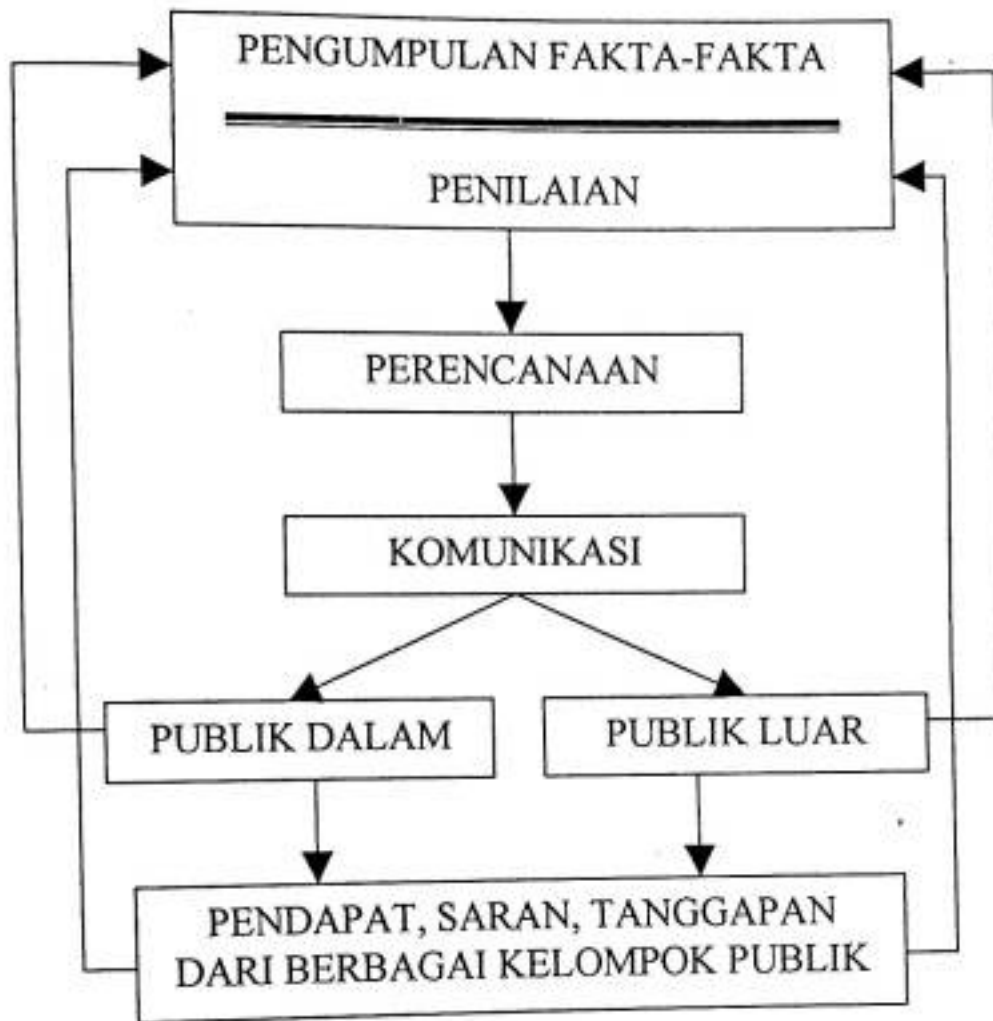 PENGUMPULAN FAKTA-FAKTA
PENILAIAN
PERENCANAAN
KOMUNIKASI
PUBLIK DALAM
PUBLIK LUAR
PENDAPAT, SARAN, TANGGAPAN
DARI BERBAGAI KELOMPOK PUBLIK